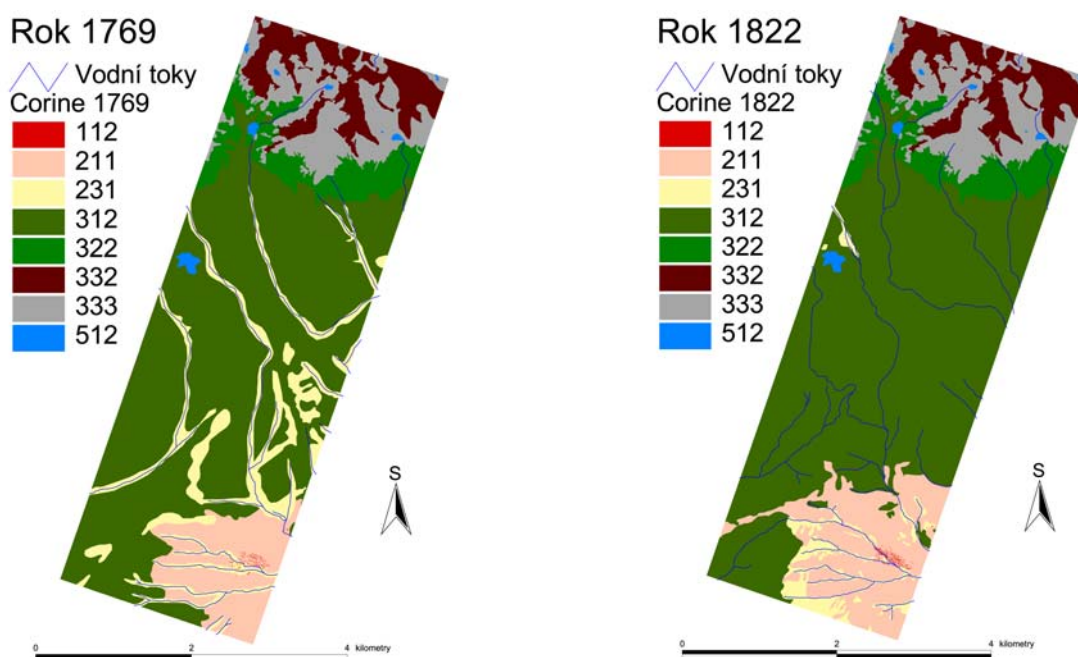 Rok 1769
Vodní toky
Corine 1769
112
211
231
312
322
332
333
512
S
0 2 4 kilometry
Rok 1822
Vodní toky
Corine 1822
112
211
231
312
322
332
333
512
S
0 2 4 kilometry